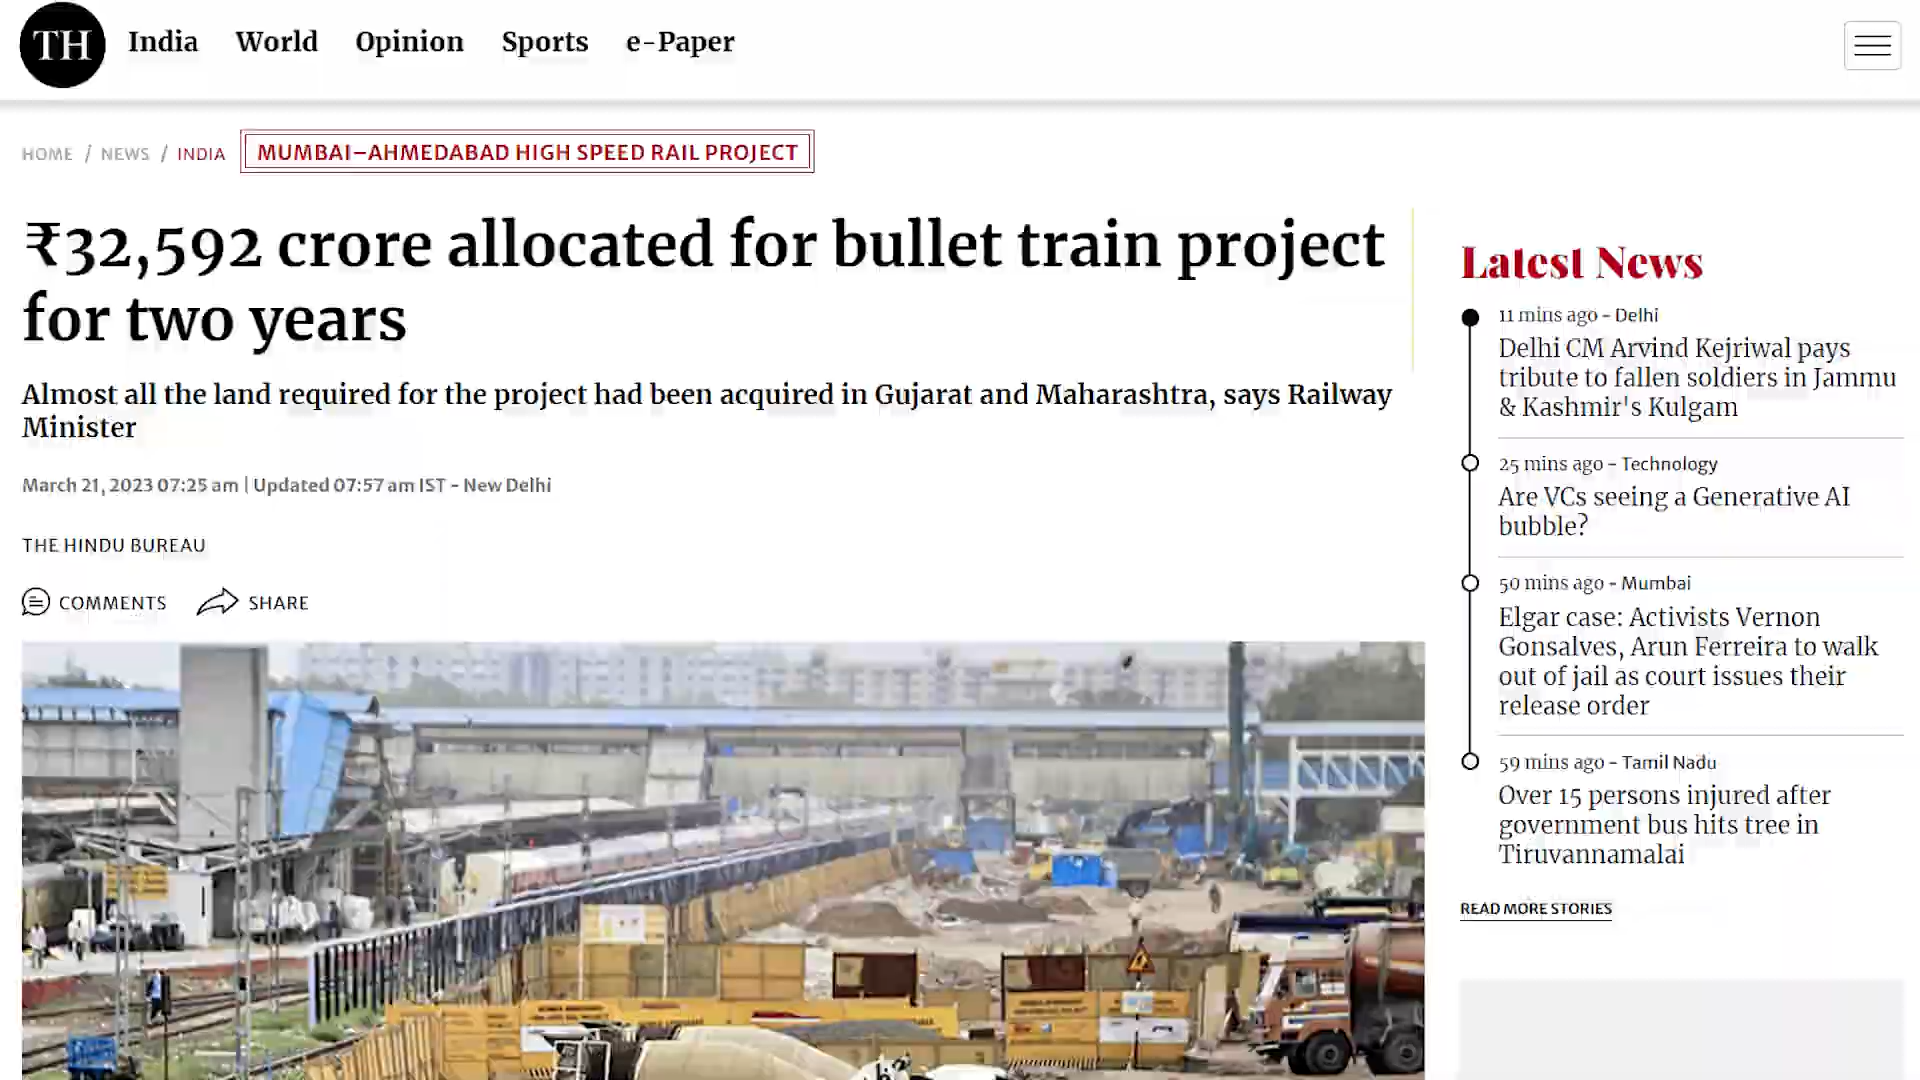 TH
India World Opinion Sports e-Paper
HOME / NEWS / INDIA MUMBAI–AHMEDABAD HIGH SPEED RAIL PROJECT
₹32,592 crore allocated for bullet train project
for two years
Almost all the land required for the project had been acquired in Gujarat and Maharashtra, says Railway
Minister
March 21, 2023 07:25 am | Updated 07:57 am IST - New Delhi
THE HINDU BUREAU
COMMENTS SHARE
Latest News
11 mins ago - Delhi
Delhi CM Arvind Kejriwal pays
tribute to fallen soldiers in Jammu
& Kashmir's Kulgam
25 mins ago - Technology
Are VCs seeing a Generative AI
bubble?
50 mins ago - Mumbai
Elgar case: Activists Vernon
Gonsalves, Arun Ferreira to walk
out of jail as court issues their
release order
59 mins ago - Tamil Nadu
Over 15 persons injured after
government bus hits tree in
Tiruvannamalai
READ MORE STORIES